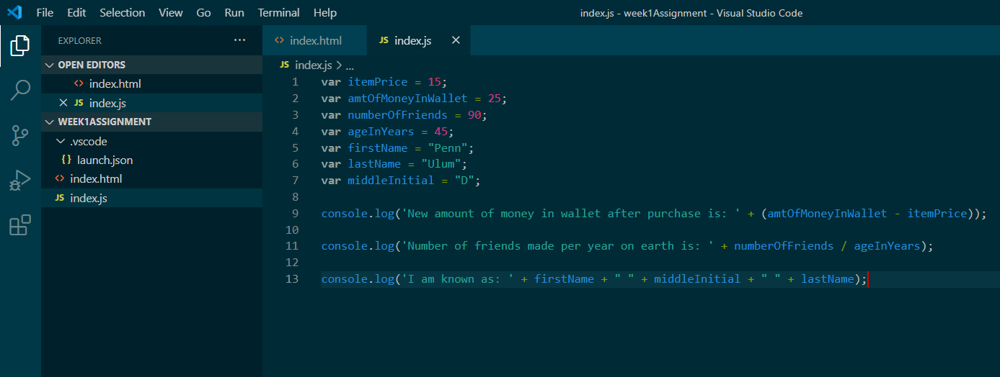 File Edit Selection View Go Run Terminal Help index.js - week1Assignment - Visual Studio Code
EXPLORER ...
OPEN EDITORS
<> index.html
× JS index.js
WEEK1ASSIGNMENT
.vscode
{} launch.json
<> index.html
JS index.js
<> index.html JS index.js ×
JS index.js > ...
1 var itemPrice = 15;
2 var amtOfMoneyInWallet = 25;
3 var numberOfFriends = 90;
4 var ageInYears = 45;
5 var firstName = "Penn";
6 var lastName = "Ulum";
7 var middleInitial = "D";
8
9 console.log('New amount of money in wallet after purchase is: ' + (amtOfMoneyInWallet - itemPrice));
10
11 console.log('Number of friends made per year on earth is: ' + numberOfFriends / ageInYears);
12
13 console.log('I am known as: ' + firstName + " " + middleInitial + " " + lastName);